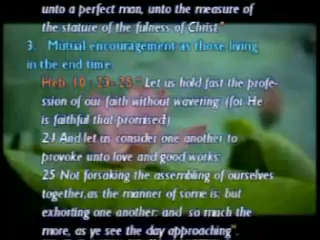 unto a perfect man, unto the measure of
the stature of the fulness of Christ"
3. Mutual encouragement as those living
in the end time.
Heb. 10: 23-25 " Let us hold fast the profe-
ssion of our faith without wavering: (for He
is faithful that promised)
24 And let us consider one another to
provoke unto love and good works:
25 Not forsaking the assembling of ourselves
together,as the manner of some is; but
exhorting one another: and so much the
more, as ye see the day approaching".